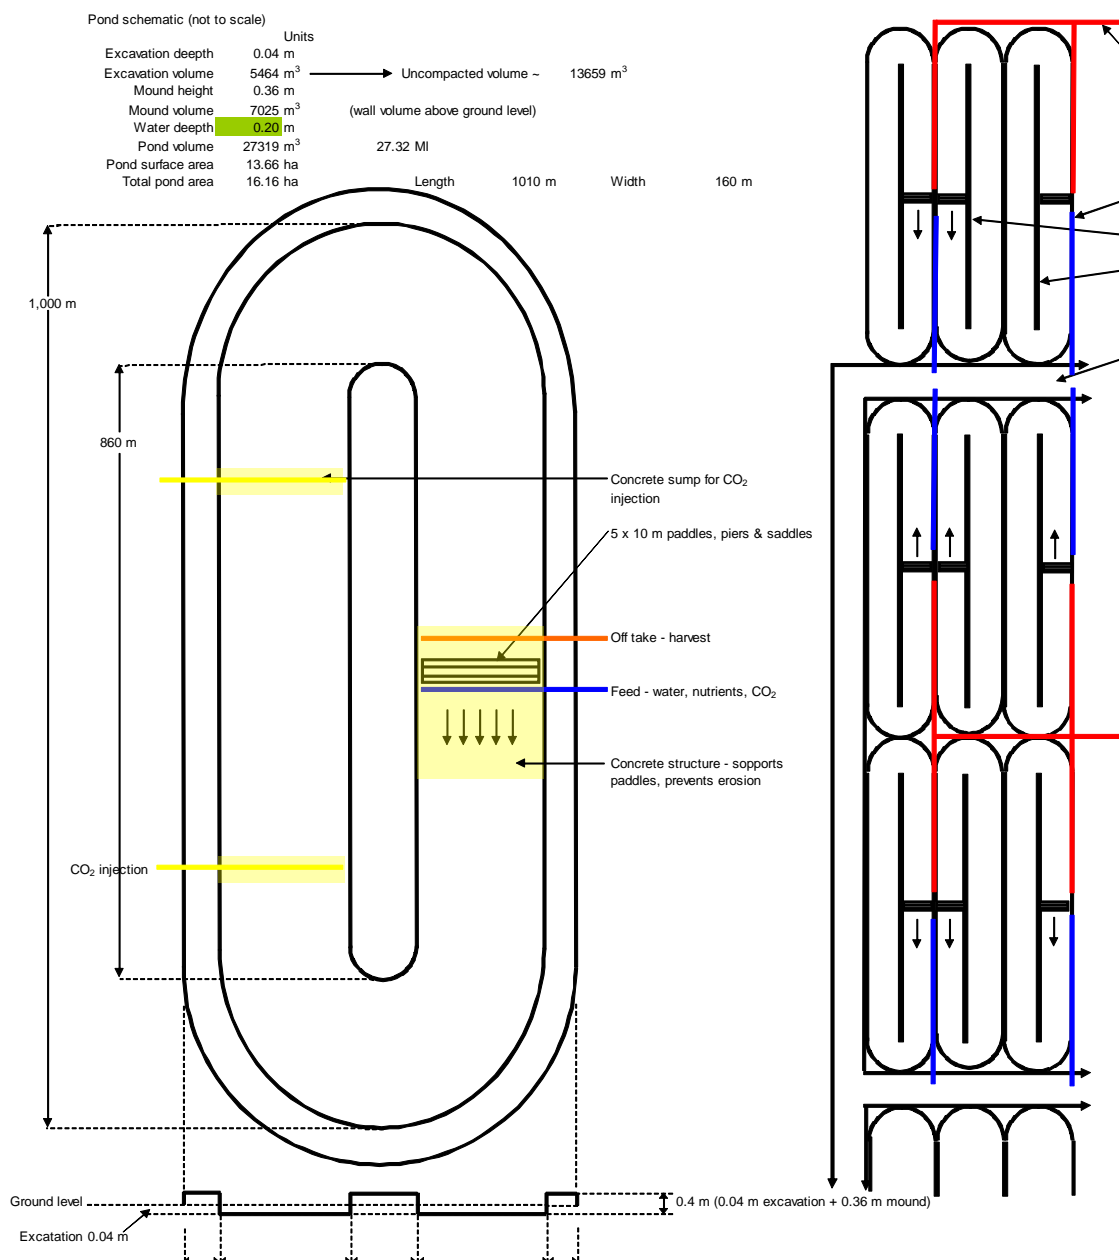 Pond schematic (not to scale)
Units
Excavation deepth 0.04 m
Excavation volume 5464 m³ Uncompacted volume ~ 13659 m³
Mound height 0.36 m
Mound volume 7025 m³ (wall volume above ground level)
Water deepth 0.20 m
Pond volume 27319 m³ 27.32 Ml
Pond surface area 13.66 ha
Total pond area 16.16 ha Length 1010 m Width 160 m
1,000 m
860 m
Concrete sump for CO₂
injection
5 x 10 m paddles, piers & saddles
Off take - harvest
Feed - water, nutrients, CO₂
Concrete structure - sopports
paddles, prevents erosion
CO₂ injection
Ground level
0.4 m (0.04 m excavation + 0.36 m mound)
Excatation 0.04 m